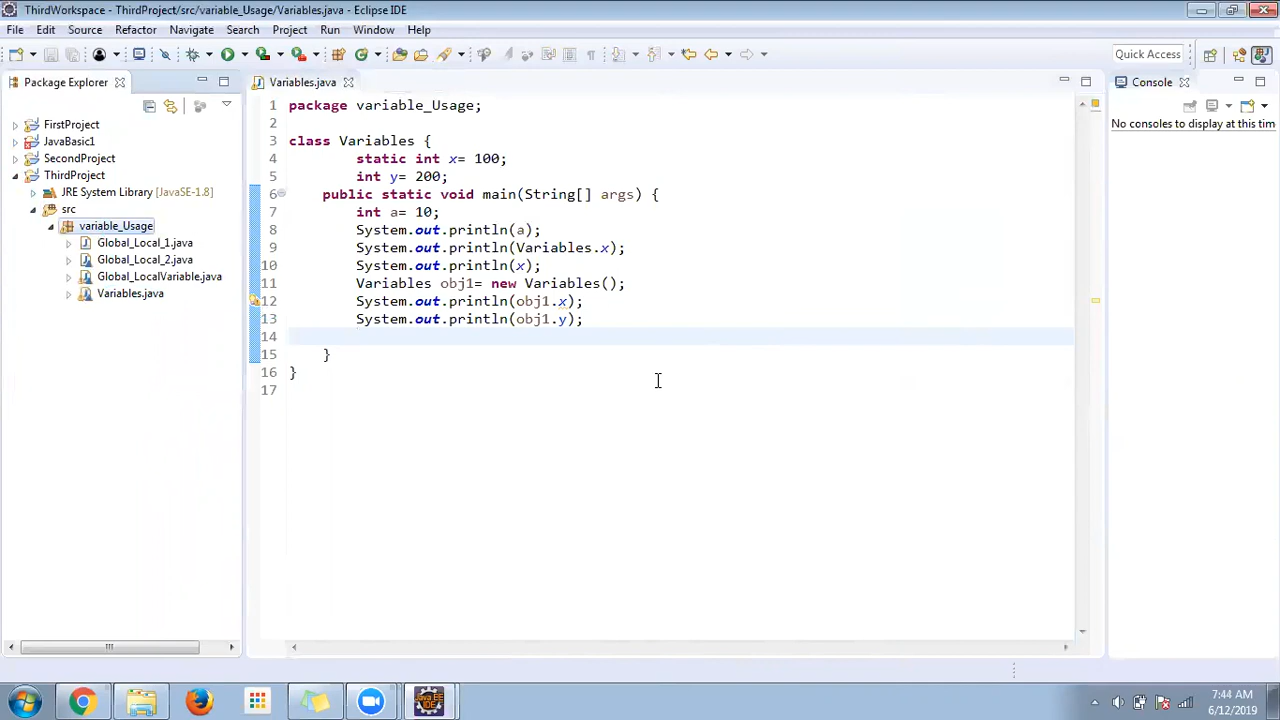 ThirdWorkspace - ThirdProject/src/variable_Usage/Variables.java - Eclipse IDE
File Edit Source Refactor Navigate Search Project Run Window Help
Quick Access
Package Explorer
Variables.java
Console
No consoles to display at this tim
FirstProject
JavaBasic1
SecondProject
ThirdProject
JRE System Library [JavaSE-1.8]
src
variable_Usage
Global_Local_1.java
Global_Local_2.java
Global_LocalVariable.java
Variables.java
1 package variable_Usage;
2
3 class Variables {
4 static int x= 100;
5 int y= 200;
6 public static void main(String[] args) {
7 int a= 10;
8 System.out.println(a);
9 System.out.println(Variables.x);
10 System.out.println(x);
11 Variables obj1= new Variables();
12 System.out.println(obj1.x);
13 System.out.println(obj1.y);
14
15 }
16 }
17
Java EE
IDE
7:44 AM
6/12/2019